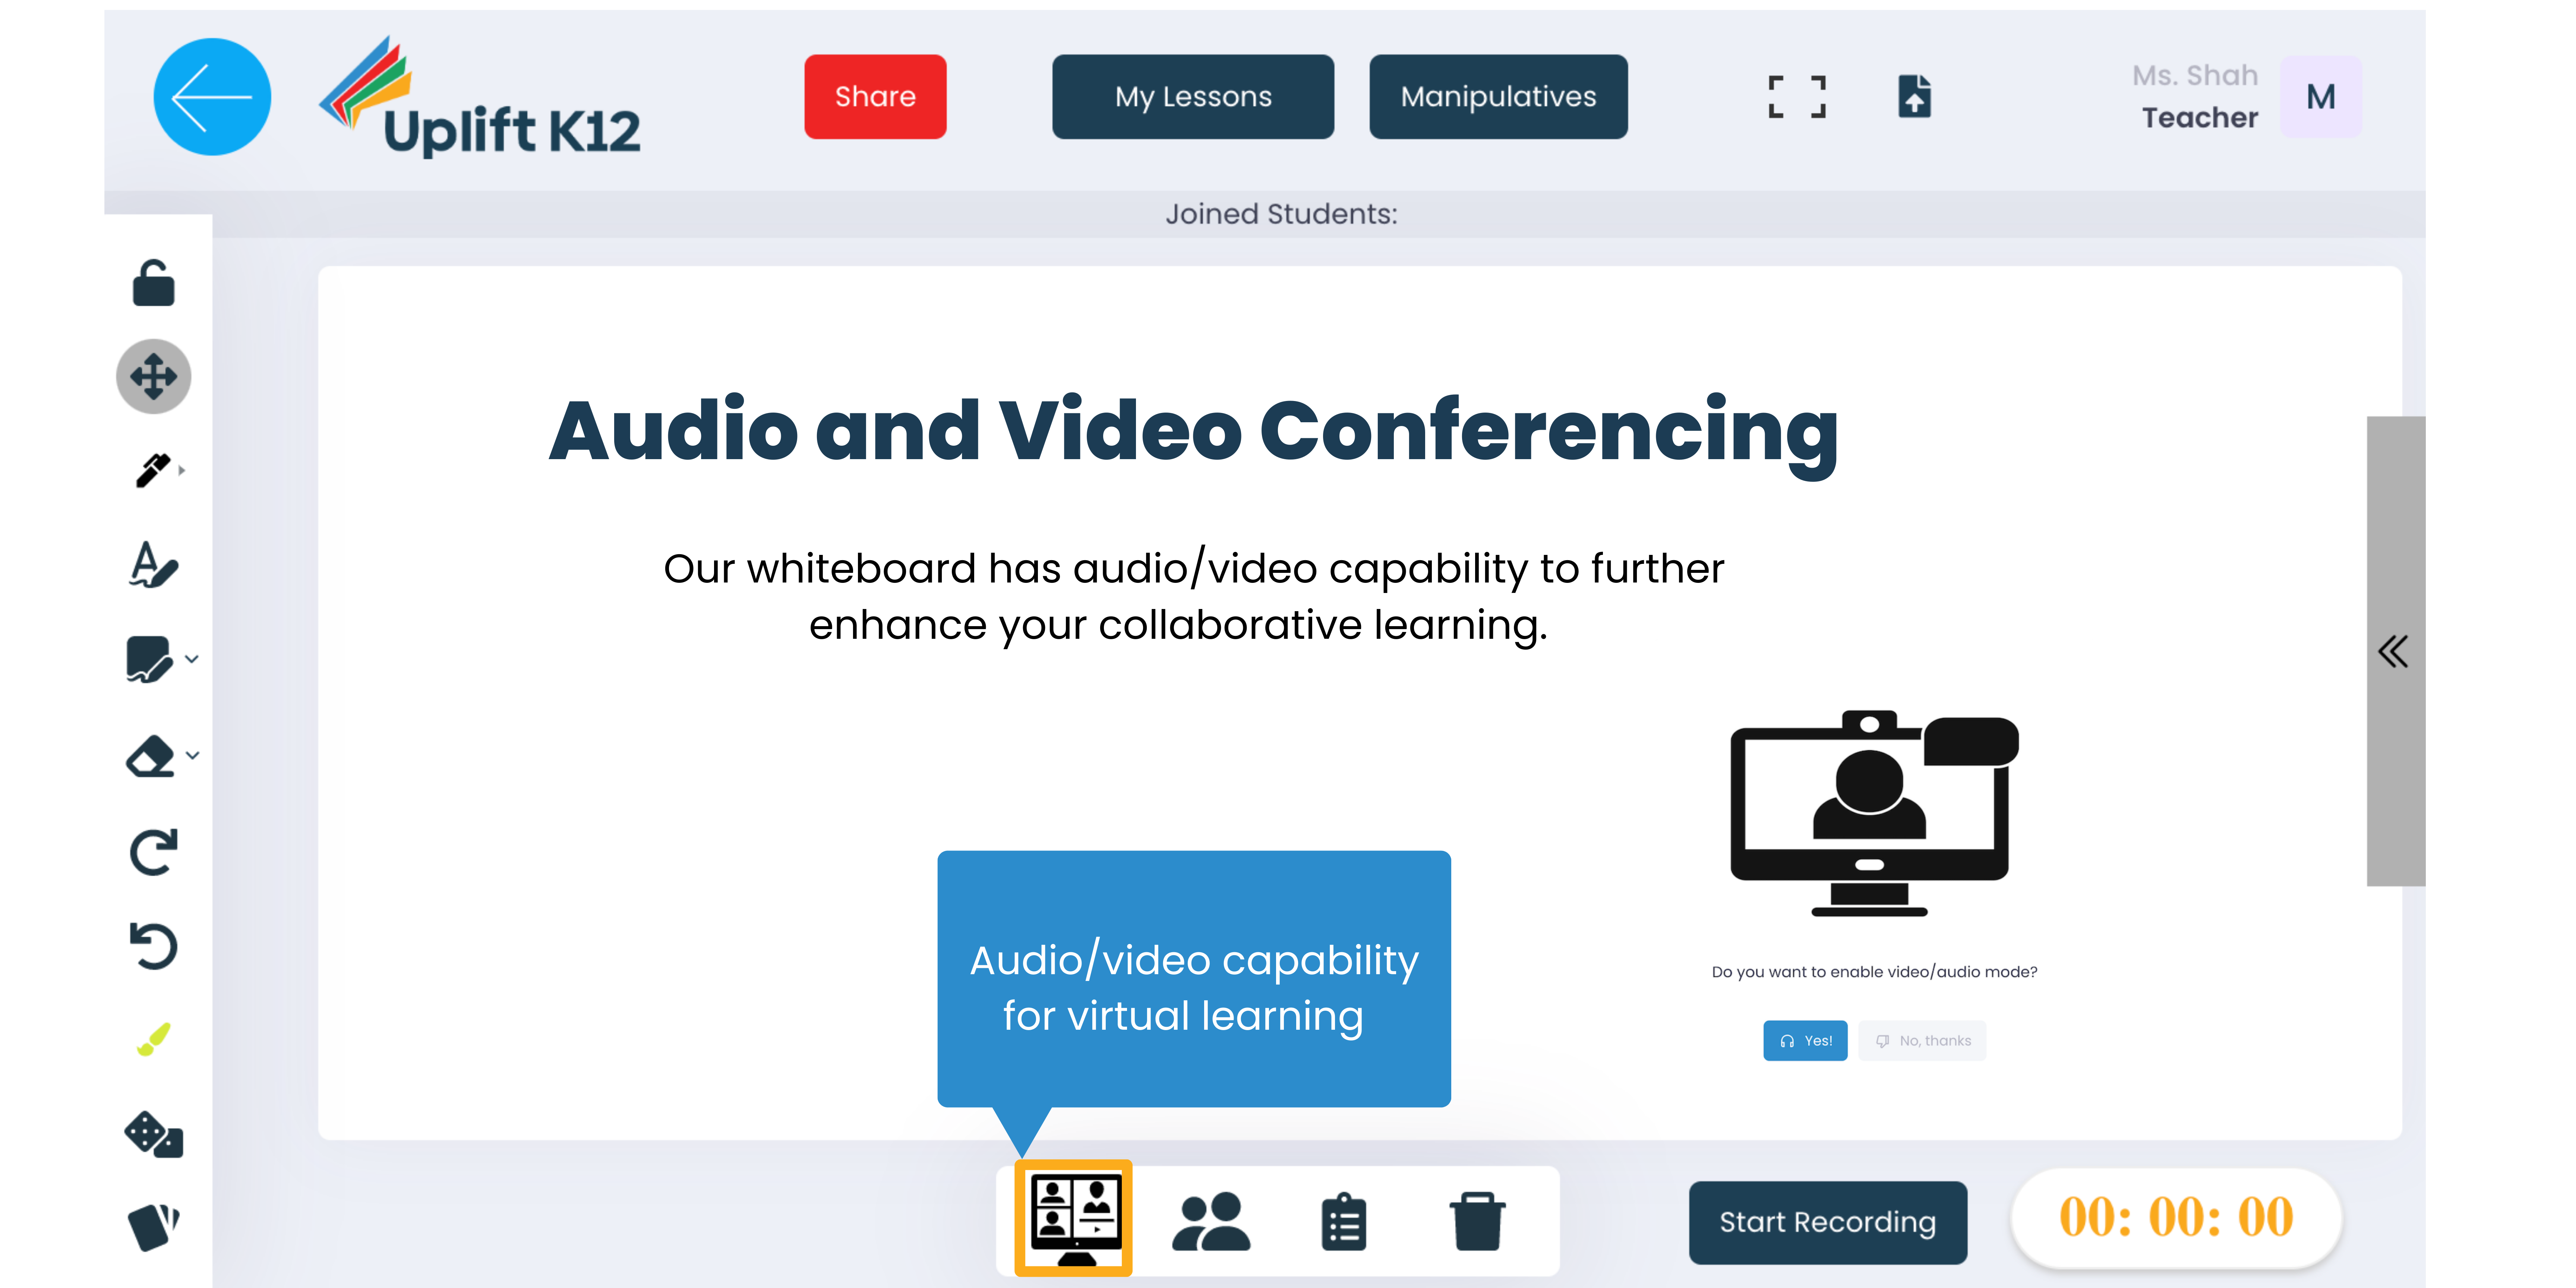 Uplift K12
Share
My Lessons
Manipulatives
Ms. Shah
Teacher
M
Joined Students:
Audio and Video Conferencing
Our whiteboard has audio/video capability to further
enhance your collaborative learning.
Do you want to enable video/audio mode?
Yes!
No, thanks
Audio/video capability
for virtual learning
Start Recording
00: 00: 00